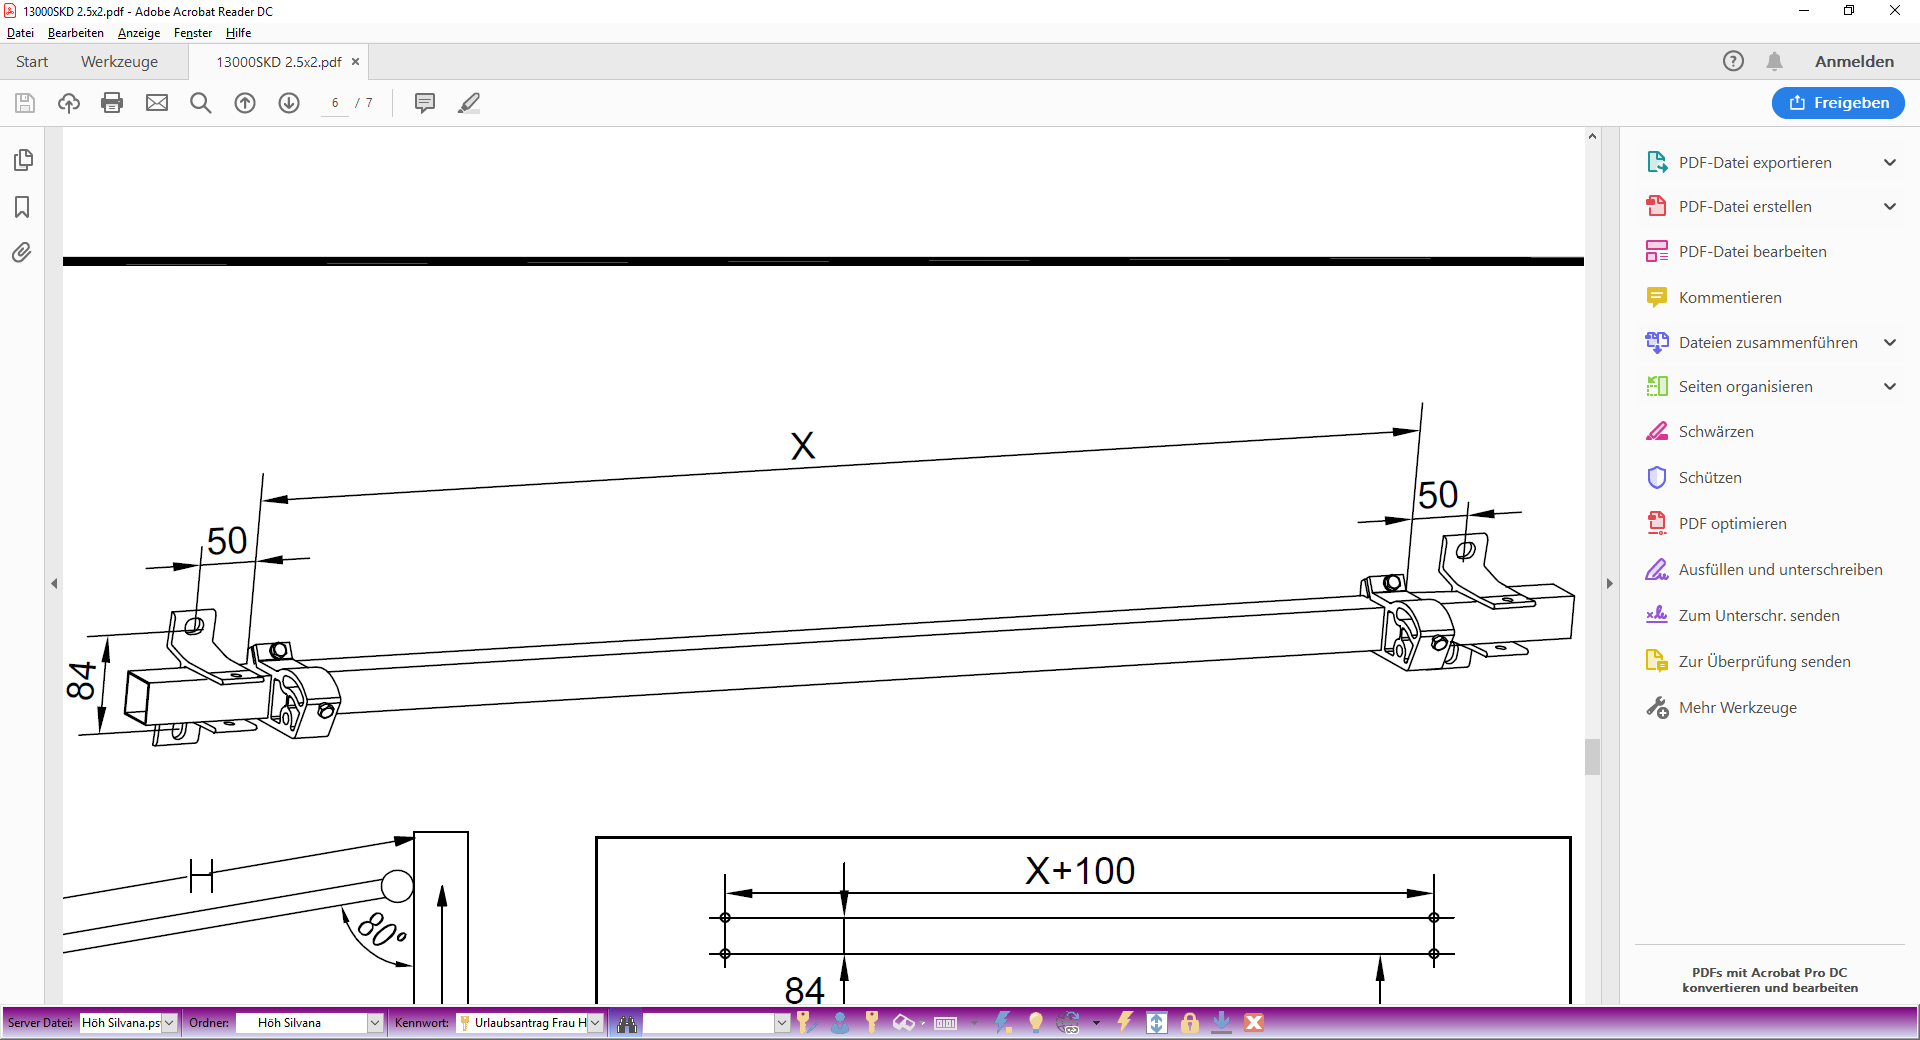 13000SKD 2.5x2.pdf - Adobe Acrobat Reader DC
Datei Bearbeiten Anzeige Fenster Hilfe
Start Werkzeuge 13000SKD 2.5x2.pdf × Anmelden
6 / 7 Freigeben
PDF-Datei exportieren
PDF-Datei erstellen
PDF-Datei bearbeiten
Kommentieren
Dateien zusammenführen
Seiten organisieren
Schwärzen
Schützen
PDF optimieren
Ausfüllen und unterschreiben
Zum Unterschr. senden
Zur Überprüfung senden
Mehr Werkzeuge
PDFs mit Acrobat Pro DC
konvertieren und bearbeiten
X
50
50
84
H
80°
X+100
84
Server Datei: Höh Silvana.ps Ordner: Höh Silvana Kennwort: Urlaubsantrag Frau H